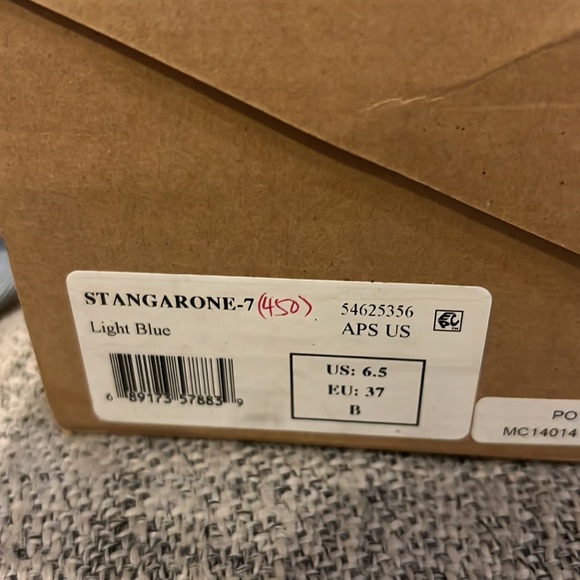 STANGARONE-7 (450)
Light Blue
54625356
APS US
6 89173 57883 9
US: 6.5
EU: 37
B
PO
MC14014